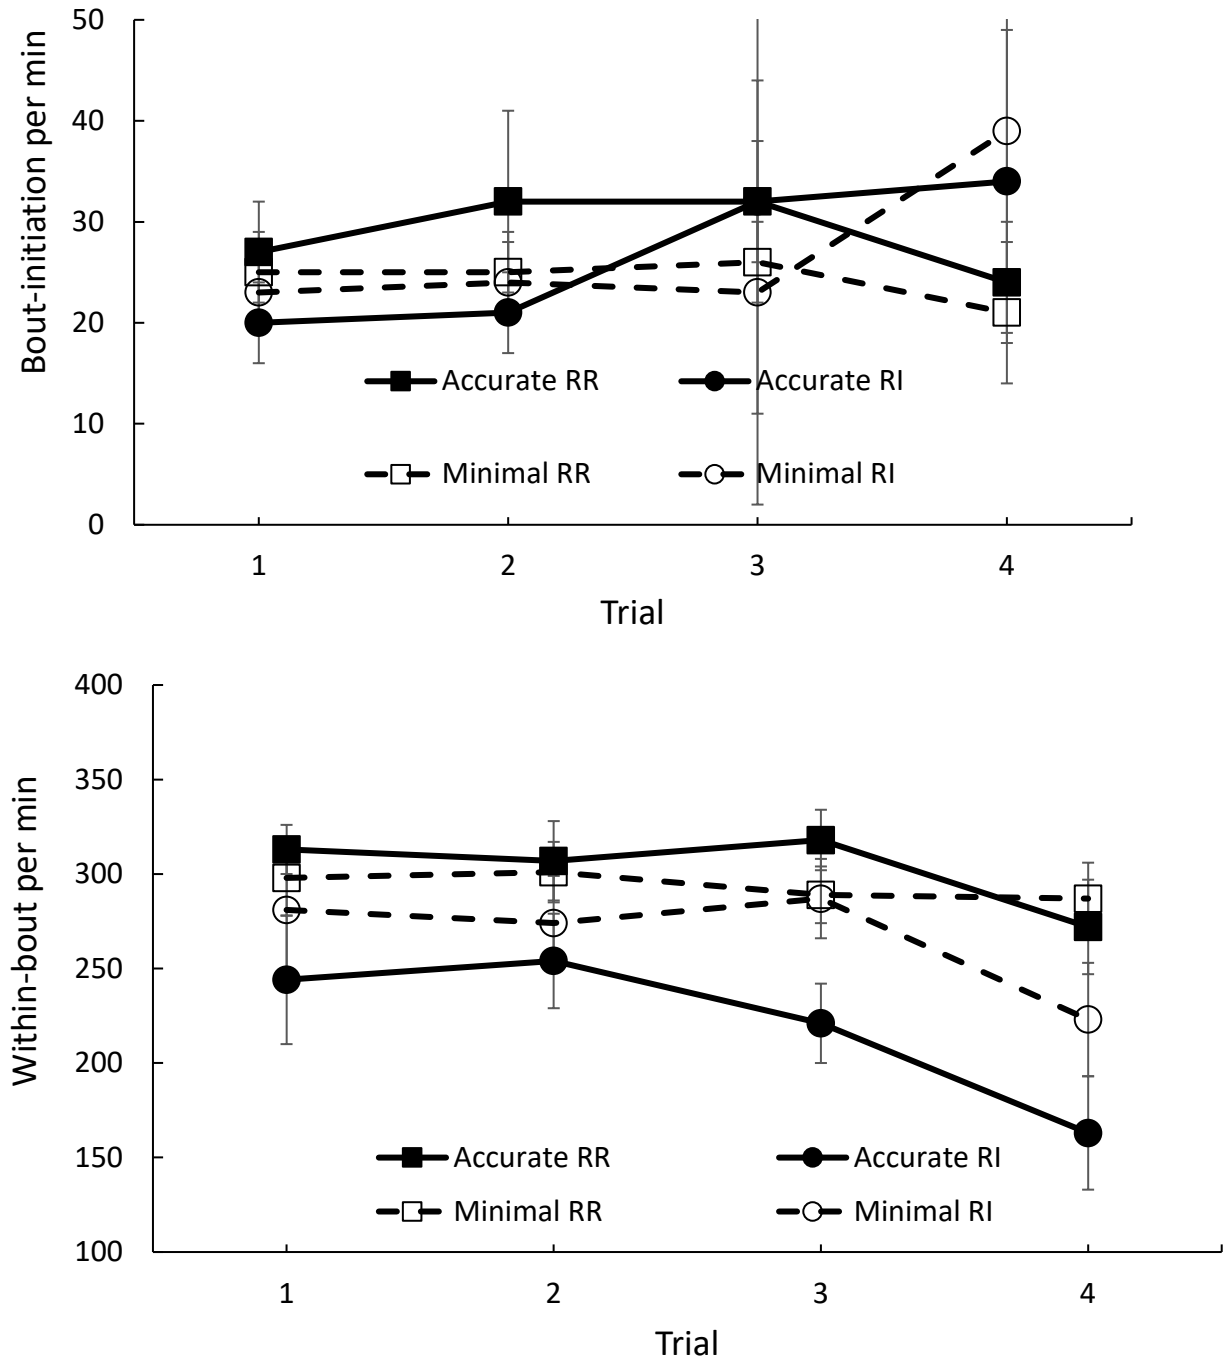 Bout-initiation per min
50
40
30
20
10
0
Accurate RR
Accurate RI
Minimal RR
Minimal RI
1
2
3
4
Trial
Within-bout per min
400
350
300
250
200
150
100
Accurate RR
Accurate RI
Minimal RR
Minimal RI
1
2
3
4
Trial